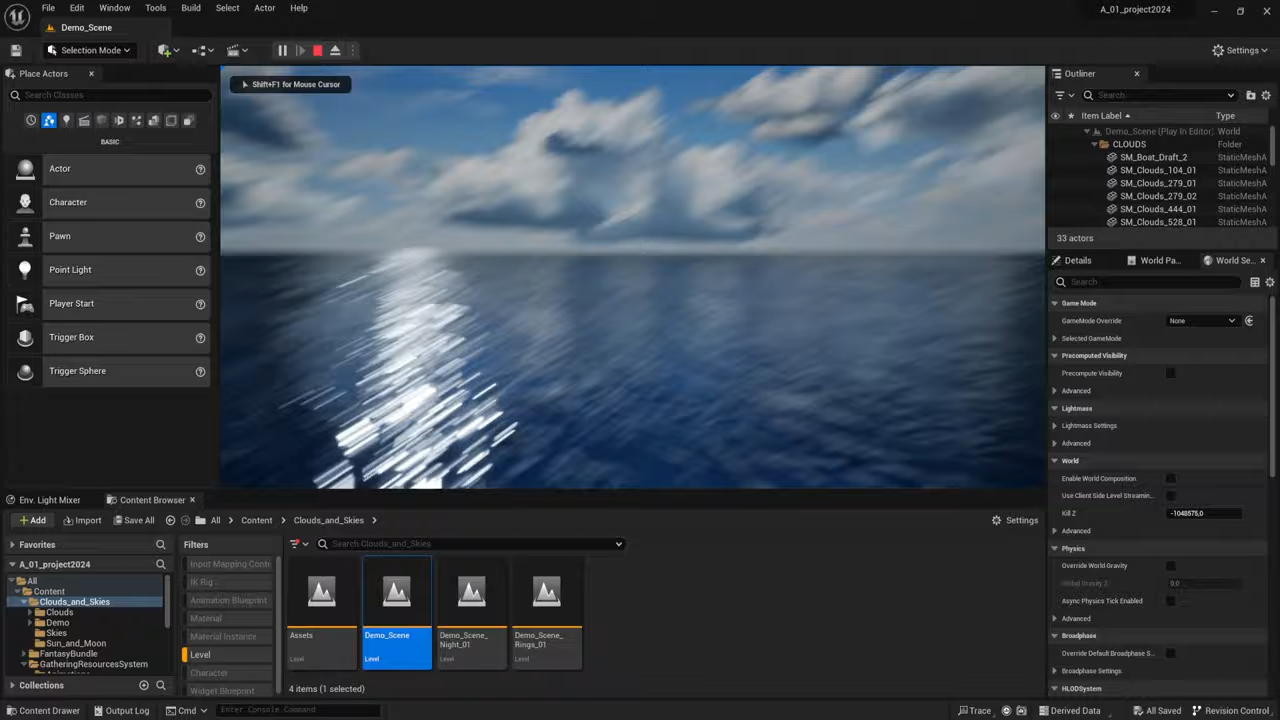 File Edit Window Tools Build Select Actor Help
A_01_project2024
Demo_Scene
Selection Mode
Settings
Place Actors
Search Classes
BASIC
Actor
Character
Pawn
Point Light
Player Start
Trigger Box
Trigger Sphere
Shift+F1 for Mouse Cursor
Outliner
Search...
Item Label Type
Demo_Scene (Play In Editor) World
CLOUDS Folder
SM_Boat_Draft_2 StaticMeshA
SM_Clouds_104_01 StaticMeshA
SM_Clouds_279_01 StaticMeshA
SM_Clouds_279_02 StaticMeshA
SM_Clouds_444_01 StaticMeshA
SM_Clouds_528_01 StaticMeshA
33 actors
Details World Pa... World Se...
Search
Game Mode
GameMode Override None
Selected GameMode
Precomputed Visibility
Precompute Visibility
Advanced
Lightmass
Lightmass Settings
Advanced
World
Enable World Composition
Use Client Side Level Streamin...
Kill Z -1048575,0
Advanced
Physics
Override World Gravity
Global Gravity Z 0.0
Async Physics Tick Enabled
Advanced
Broadphase
Override Default Broadphase S...
Broadphase Settings
HLODSystem
Env. Light Mixer Content Browser
Add Import Save All All Content Clouds_and_Skies Settings
Favorites
A_01_project2024
All
Content
Clouds_and_Skies
Clouds
Demo
Skies
Sun_and_Moon
FantasyBundle
GatheringResourcesSystem
Collections
Filters
Input Mapping Conte
IK Rig
Animation Blueprint
Material
Material Instance
Level
Character
Widget Blueprint
Search Clouds_and_Skies
Assets
Level
Demo_Scene
Level
Demo_Scene_
Night_01
Level
Demo_Scene_
Rings_01
Level
4 items (1 selected)
Content Drawer Output Log Cmd Enter Console Command Trace Derived Data All Saved Revision Control